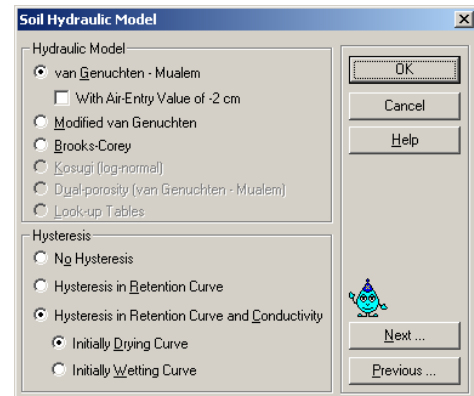 Soil Hydraulic Model
Hydraulic Model
van Genuchten - Mualem
With Air-Entry Value of -2 cm
Modified van Genuchten
Brooks-Corey
Kosugi (log-normal)
Dual-porosity (van Genuchten - Mualem)
Look-up Tables
Hysteresis
No Hysteresis
Hysteresis in Retention Curve
Hysteresis in Retention Curve and Conductivity
Initially Drying Curve
Initially Wetting Curve
OK
Cancel
Help
Next ...
Previous ...